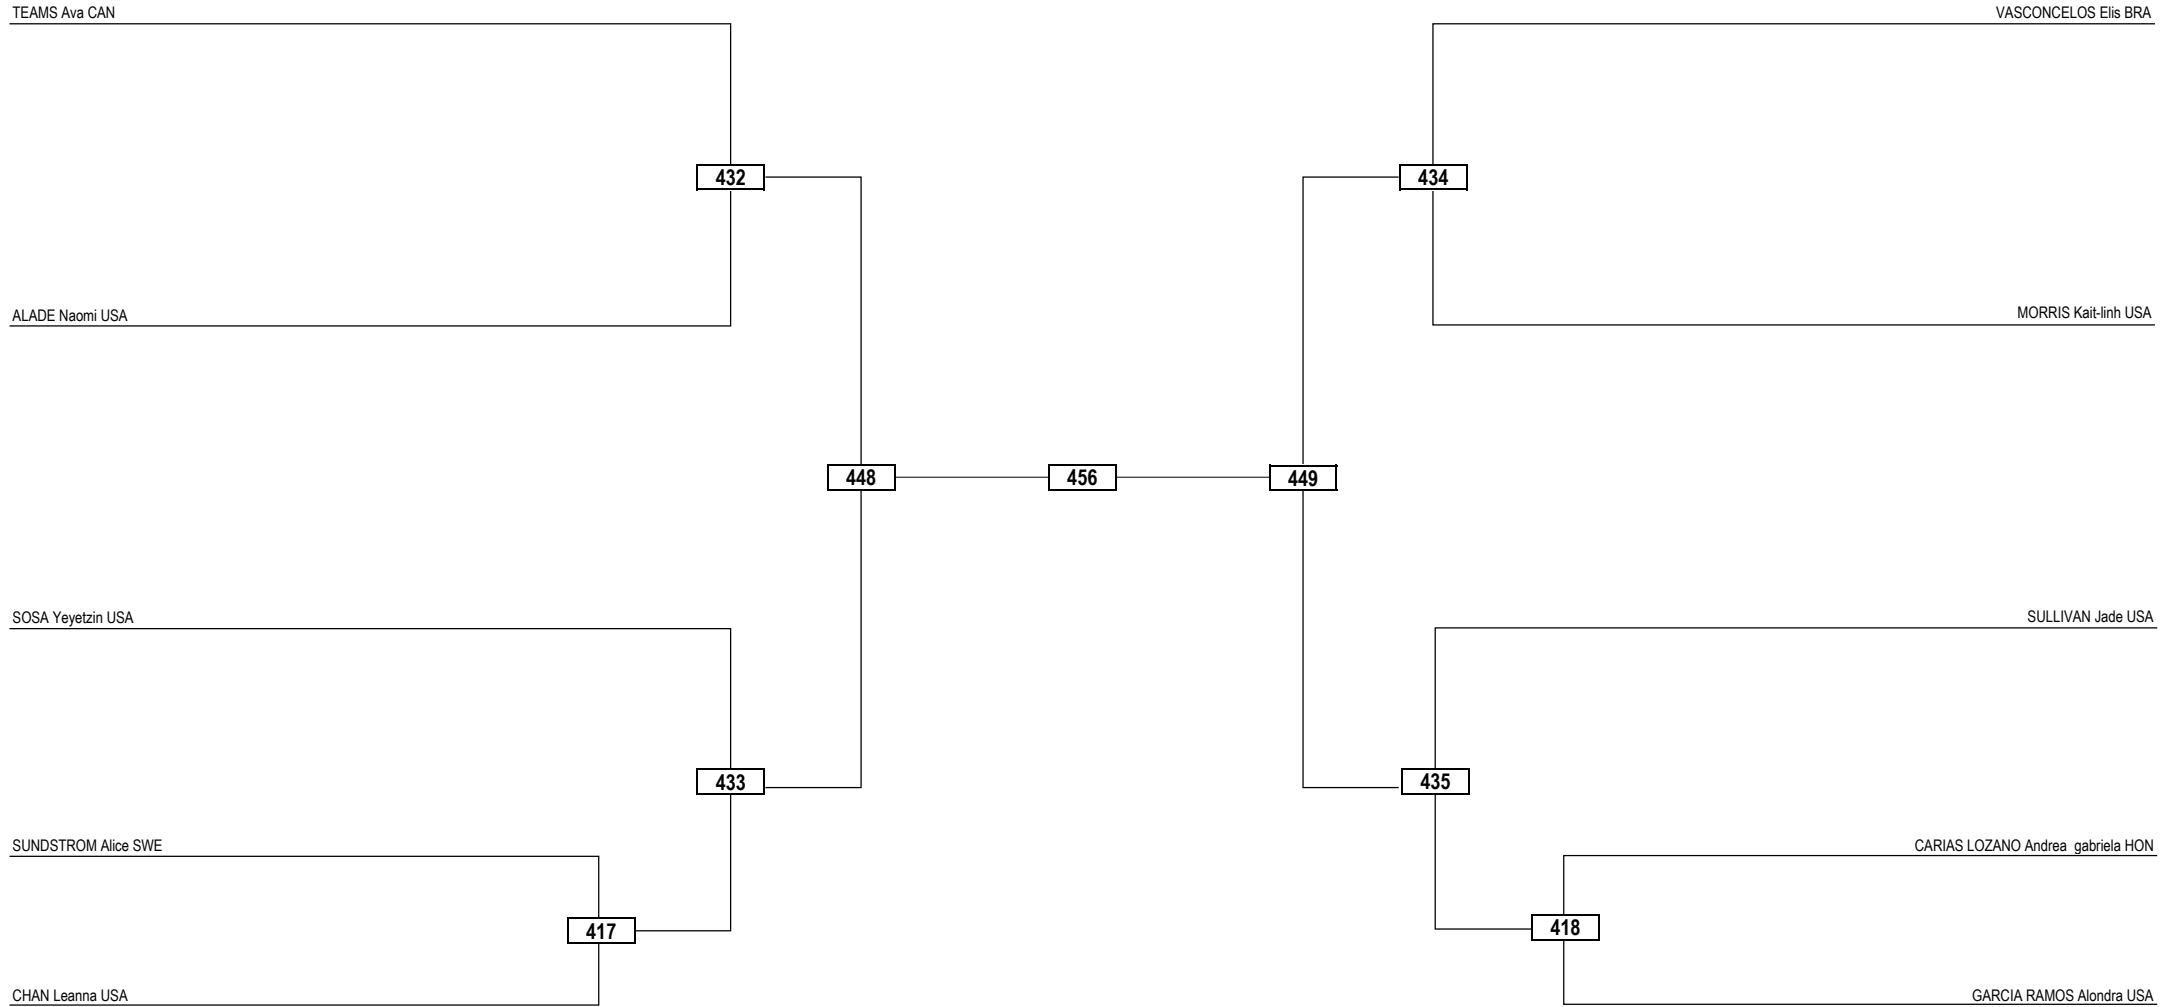 TEAMS Ava CAN
VASCONCELOS Elis BRA
432
434
ALADE Naomi USA
MORRIS Kait-linh USA
448
456
449
SOSA Yeyetzin USA
SULLIVAN Jade USA
433
435
SUNDSTROM Alice SWE
CARIAS LOZANO Andrea gabriela HON
417
418
CHAN Leanna USA
GARCIA RAMOS Alondra USA